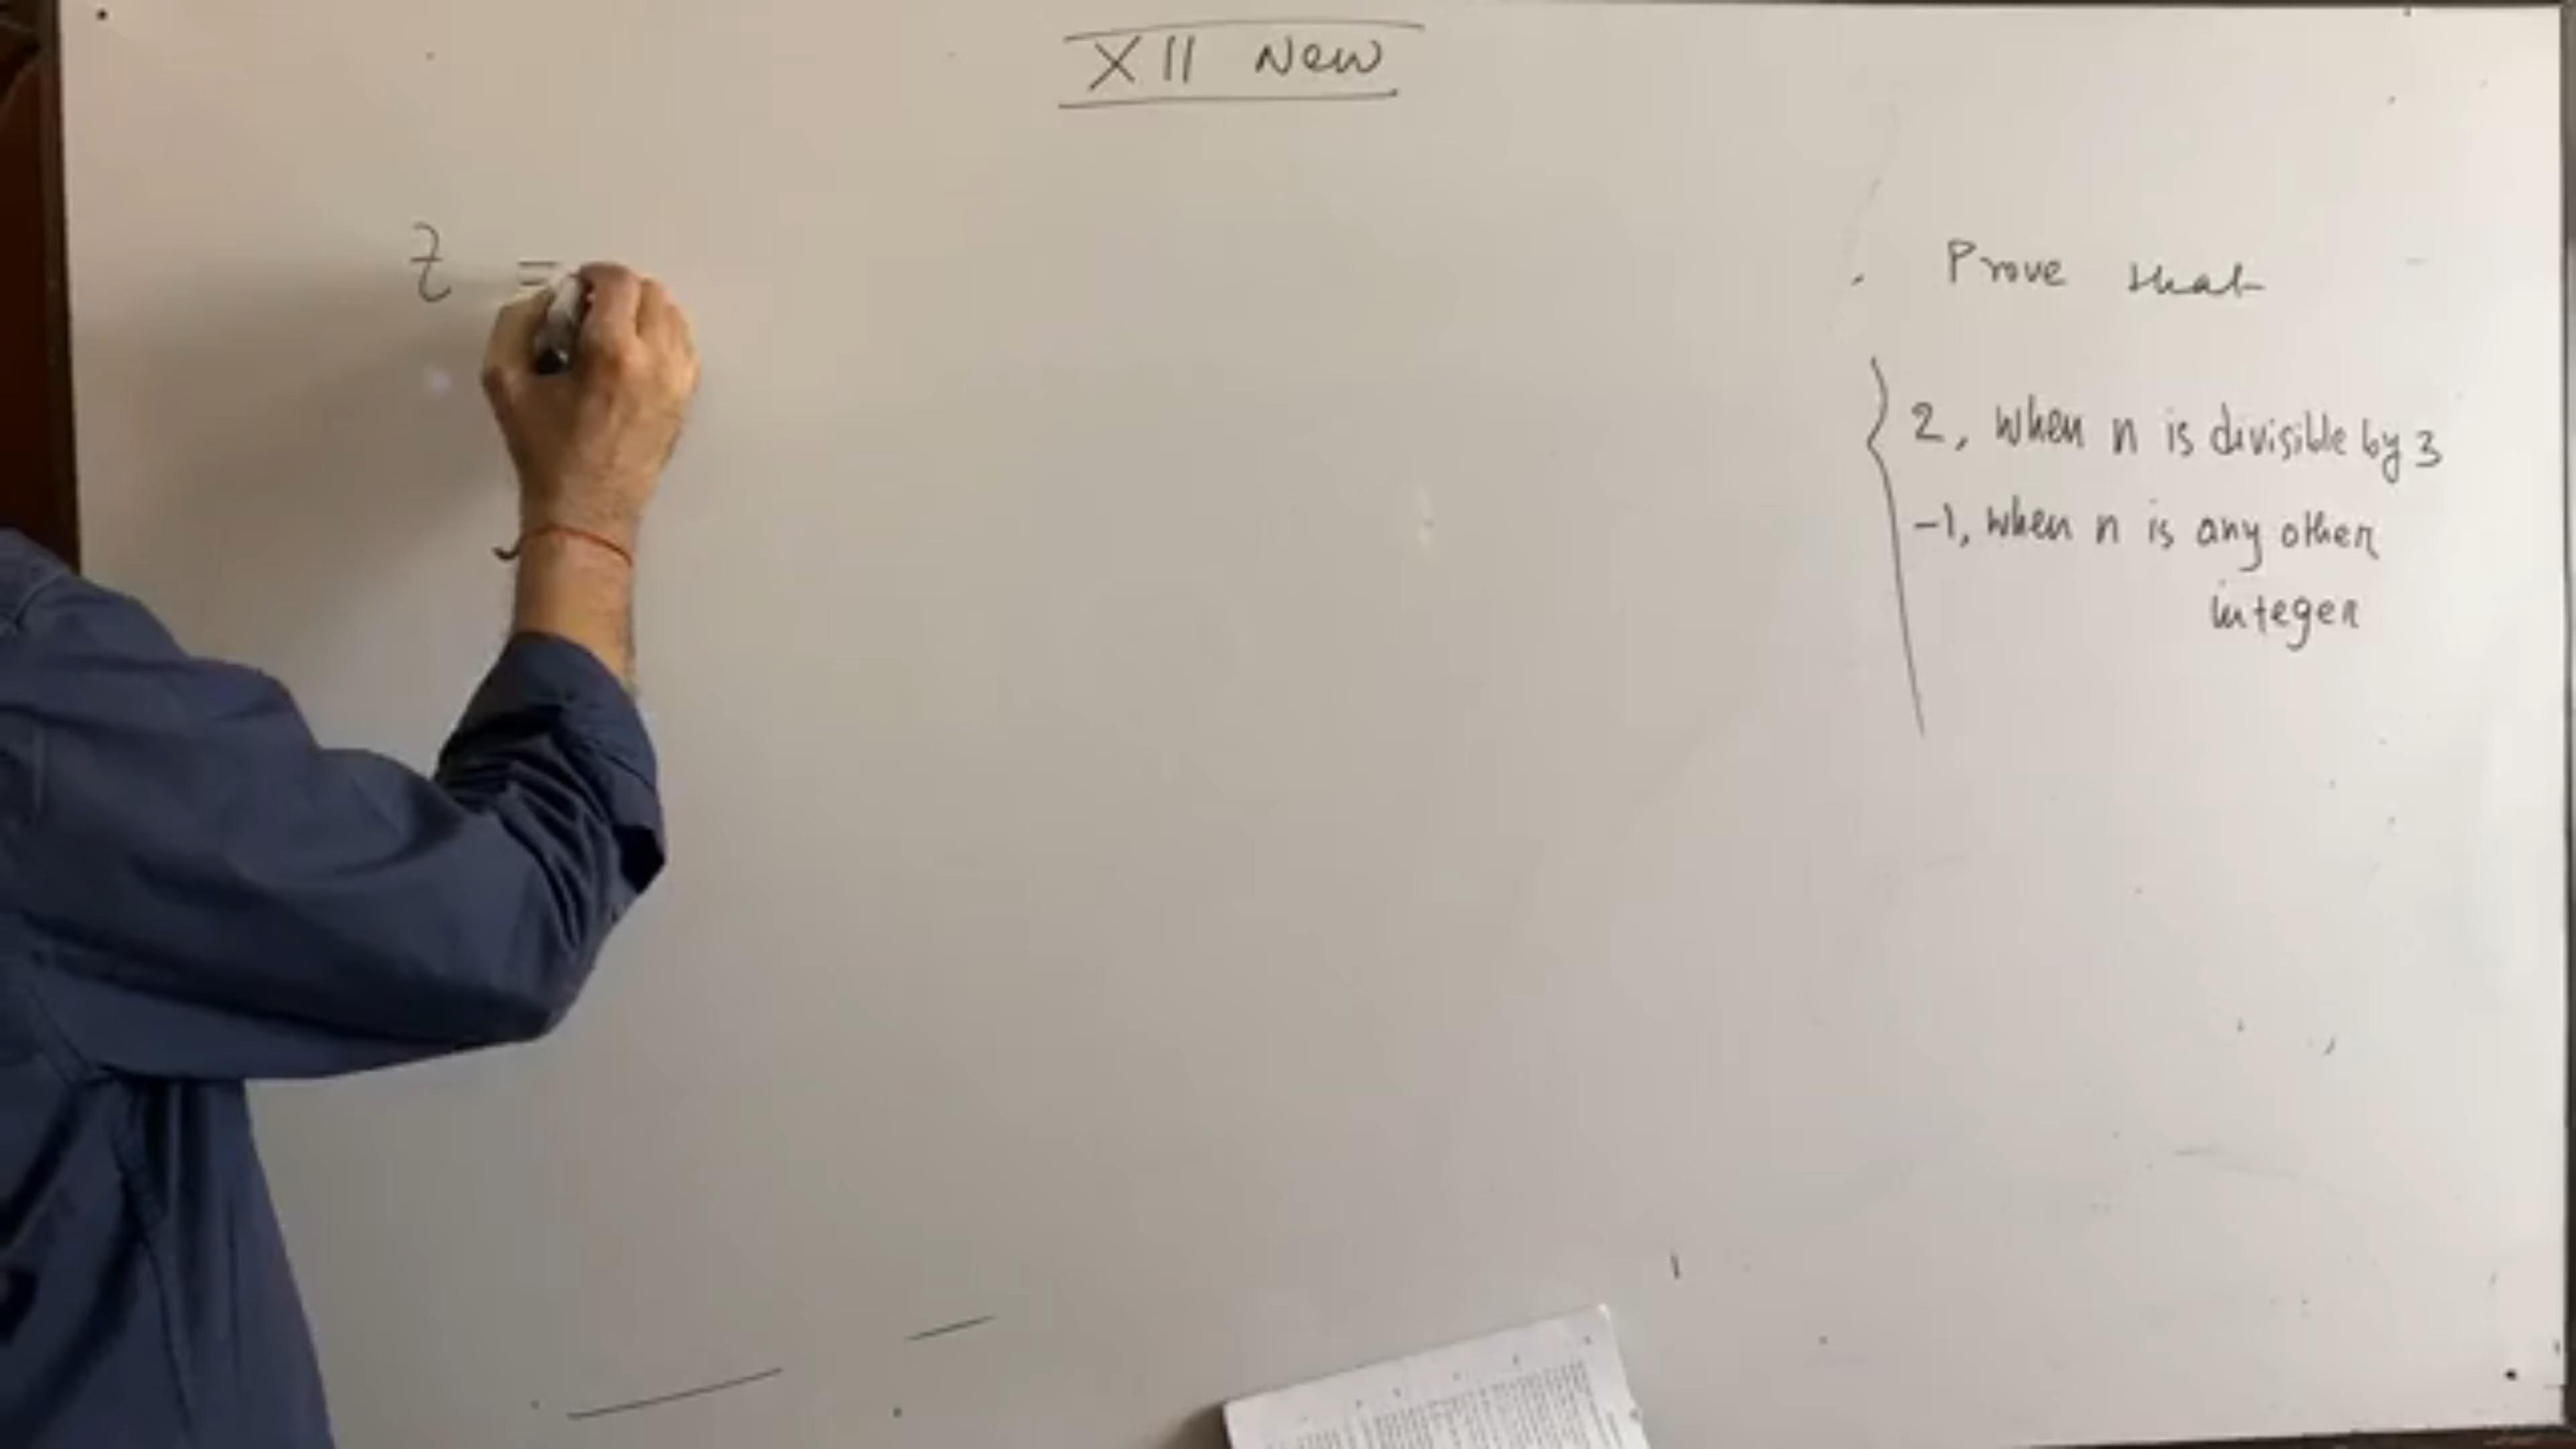 XII New
z =
Prove that
2, when n is divisible by 3
-1, when n is any other
integer